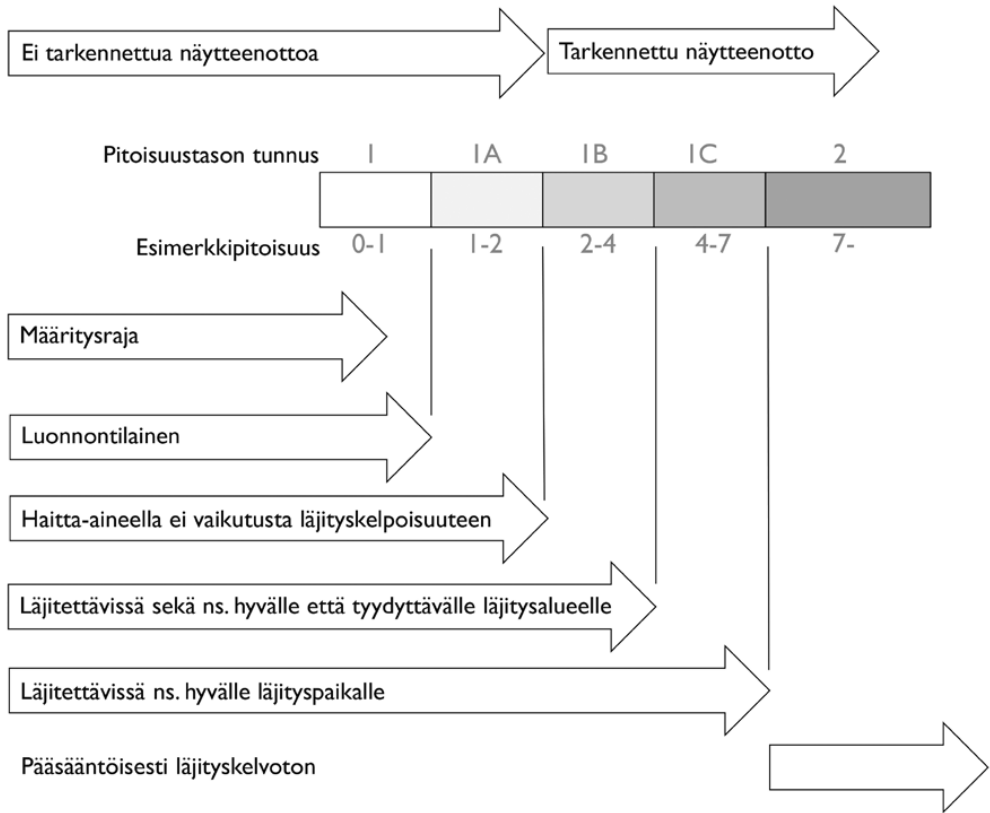 Ei tarkennettua näytteenottoa
Tarkennettu näytteenotto
Pitoisuustason tunnus 1 1A 1B 1C 2
Esimerkkipitoisuus 0-1 1-2 2-4 4-7 7-
Määritysraja
Luonnontilainen
Haitta-aineella ei vaikutusta läjityskelpoisuuteen
Läjitettävissä sekä ns. hyvälle että tyydyttävälle läjitysalueelle
Läjitettävissä ns. hyvälle läjityspaikalle
Pääsääntöisesti läjityskelvoton